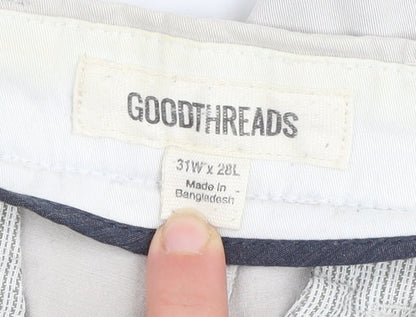 GOODTHREADS
31W x 28L
Made in
Bangladesh